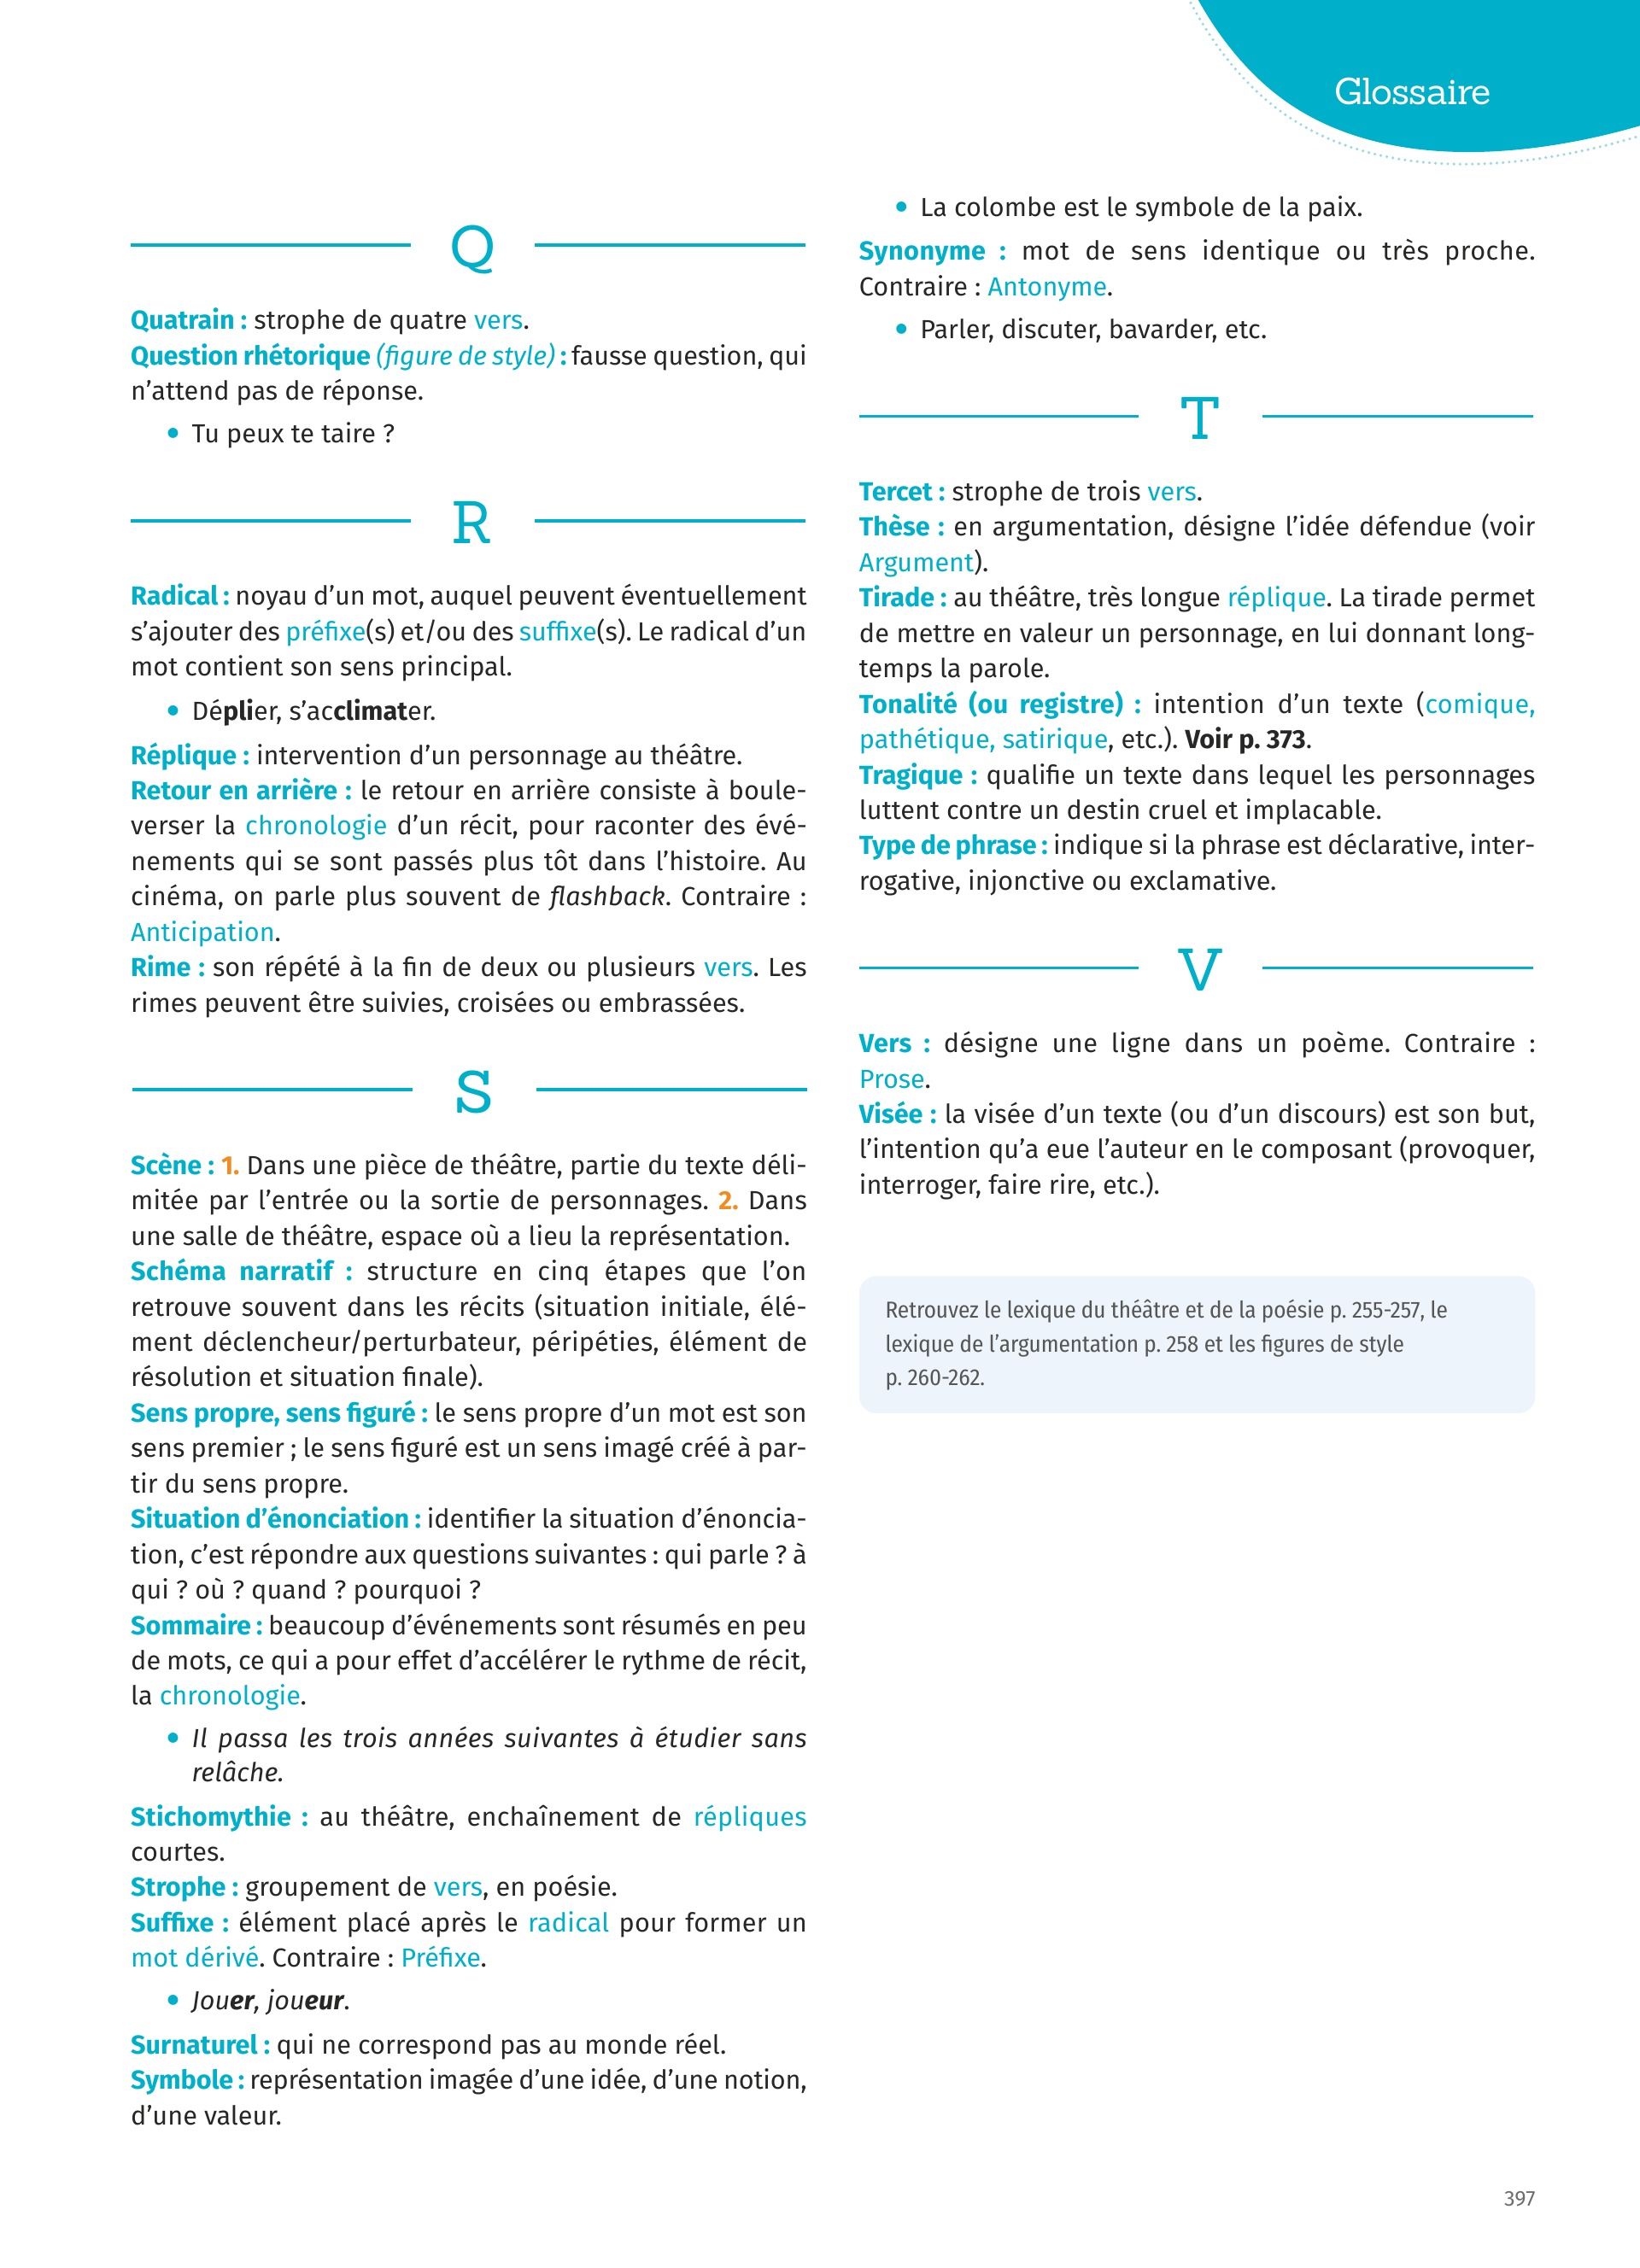 Glossaire
Q
Quatrain : strophe de quatre vers.
Question rhétorique (figure de style) : fausse question, qui
n’attend pas de réponse.
• Tu peux te taire ?
R
Radical : noyau d’un mot, auquel peuvent éventuellement
s’ajouter des préfixe(s) et/ou des suffixe(s). Le radical d’un
mot contient son sens principal.
• Déplier, s’acclimater.
Réplique : intervention d’un personnage au théâtre.
Retour en arrière : le retour en arrière consiste à boule-
verser la chronologie d’un récit, pour raconter des évé-
nements qui se sont passés plus tôt dans l’histoire. Au
cinéma, on parle plus souvent de flashback. Contraire :
Anticipation.
Rime : son répété à la fin de deux ou plusieurs vers. Les
rimes peuvent être suivies, croisées ou embrassées.
S
Scène : 1. Dans une pièce de théâtre, partie du texte déli-
mitée par l’entrée ou la sortie de personnages. 2. Dans
une salle de théâtre, espace où a lieu la représentation.
Schéma narratif : structure en cinq étapes que l’on
retrouve souvent dans les récits (situation initiale, élé-
ment déclencheur/perturbateur, péripéties, élément de
résolution et situation finale).
Sens propre, sens figuré : le sens propre d’un mot est son
sens premier ; le sens figuré est un sens imagé créé à par-
tir du sens propre.
Situation d’énonciation : identifier la situation d’énoncia-
tion, c’est répondre aux questions suivantes : qui parle ? à
qui ? où ? quand ? pourquoi ?
Sommaire : beaucoup d’événements sont résumés en peu
de mots, ce qui a pour effet d’accélérer le rythme de récit,
la chronologie.
• Il passa les trois années suivantes à étudier sans
relâche.
Stichomythie : au théâtre, enchaînement de répliques
courtes.
Strophe : groupement de vers, en poésie.
Suffixe : élément placé après le radical pour former un
mot dérivé. Contraire : Préfixe.
• Jouer, joueur.
Surnaturel : qui ne correspond pas au monde réel.
Symbole : représentation imagée d’une idée, d’une notion,
d’une valeur.
• La colombe est le symbole de la paix.
Synonyme : mot de sens identique ou très proche.
Contraire : Antonyme.
• Parler, discuter, bavarder, etc.
T
Tercet : strophe de trois vers.
Thèse : en argumentation, désigne l’idée défendue (voir
Argument).
Tirade : au théâtre, très longue réplique. La tirade permet
de mettre en valeur un personnage, en lui donnant long-
temps la parole.
Tonalité (ou registre) : intention d’un texte (comique,
pathétique, satirique, etc.). Voir p. 373.
Tragique : qualifie un texte dans lequel les personnages
luttent contre un destin cruel et implacable.
Type de phrase : indique si la phrase est déclarative, inter-
rogative, injonctive ou exclamative.
V
Vers : désigne une ligne dans un poème. Contraire :
Prose.
Visée : la visée d’un texte (ou d’un discours) est son but,
l’intention qu’a eue l’auteur en le composant (provoquer,
interroger, faire rire, etc.).
Retrouvez le lexique du théâtre et de la poésie p. 255-257, le
lexique de l’argumentation p. 258 et les figures de style
p. 260-262.
397